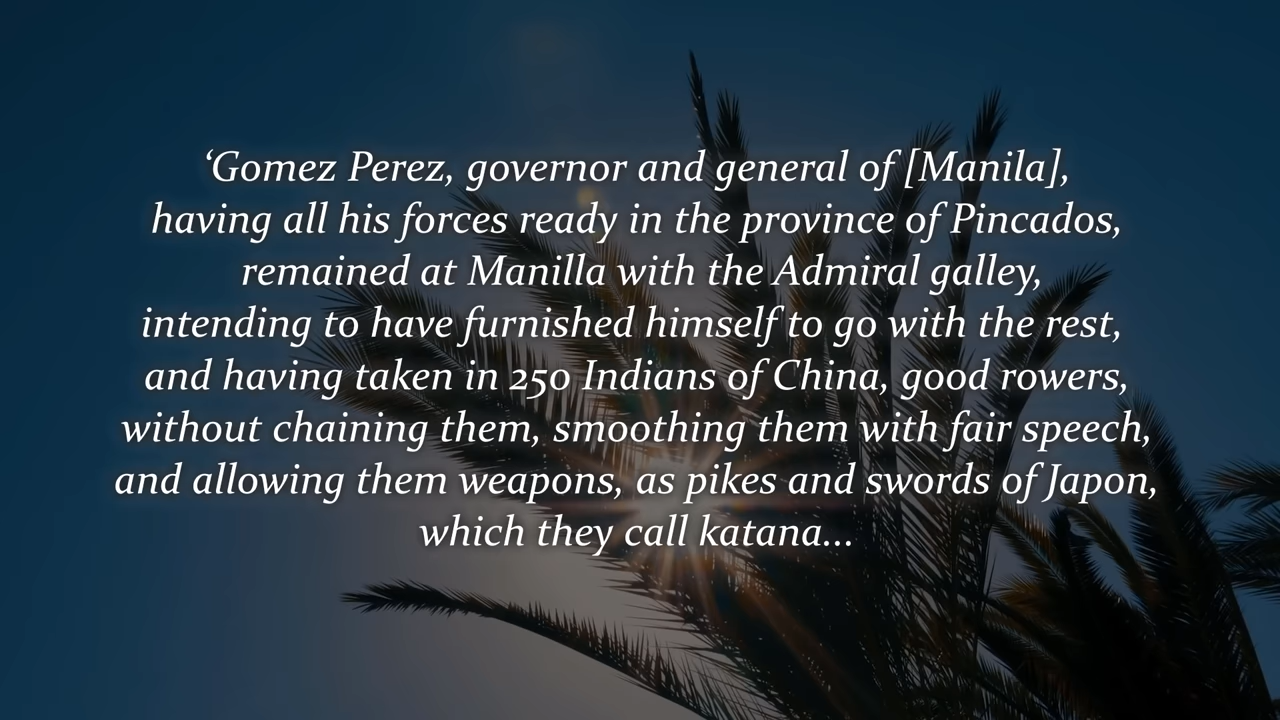 ‘Gomez Perez, governor and general of [Manila],
having all his forces ready in the province of Pincados,
remained at Manilla with the Admiral galley,
intending to have furnished himself to go with the rest,
and having taken in 250 Indians of China, good rowers,
without chaining them, smoothing them with fair speech,
and allowing them weapons, as pikes and swords of Japon,
which they call katana...